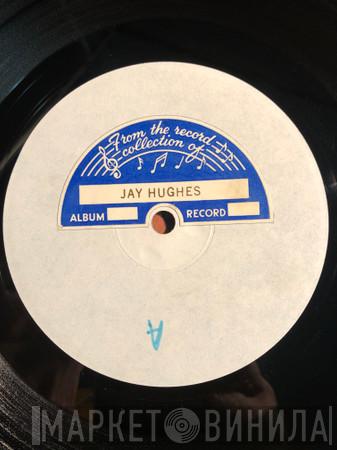 From the record
collection of
JAY HUGHES
ALBUM
RECORD
A
МАРКЕТ ВИНИЛА